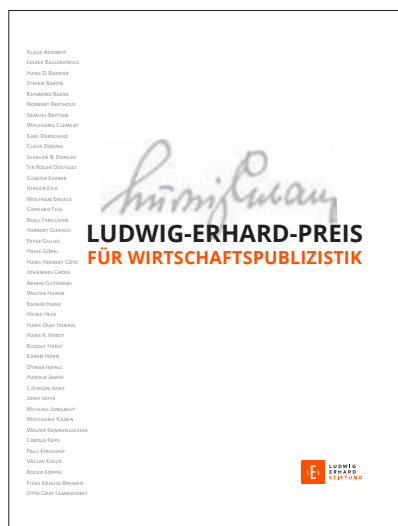 KLAUS ADOMEIT
LESZEK BALCEROWICZ
HANS D. BARBIER
STEFAN BARON
RAYMOND BARRE
NORBERT BERTHOLD
SAMUEL BRITTAN
WOLFGANG CLEMENT
KARL DARSCHEID
CLAUS DÖRING
JUERGEN B. DONGES
SIR ROGER DOUGLAS
GÜNTER EDERER
JÜRGEN EICK
WOLFRAM ENGELS
GERHARD FELS
NIALL FERGUSON
HERBERT GIERSCH
PETER GILLIES
HEIKE GÖBEL
HANS HERBERT GÖTZ
JOHANNES GROSS
ARMIN GUTOWSKI
WALTER HAMM
RAINER HANK
HEINZ HECK
HANS-OLAF HENKEL
HANS K. HERDT
RUDOLF HERLT
KAREN HORN
OTMAR ISSING
HAROLD JAMES
J. JÜRGEN JESKE
JOSEF JOFFE
MICHAEL JUNGBLUT
WOLFGANG KADEN
WALTER KANNENGIESSER
CAROLA KAPS
PAUL KIRCHHOF
VÁCLAV KLAUS
ROGER KÖPPEL
FIDES KRAUSE-BREWER
OTTO GRAF LAMBSDORFF
LUDWIG-ERHARD-PREIS
FÜR WIRTSCHAFTSPUBLIZISTIK
LES
LUDWIG
ERHARD
STIFTUNG